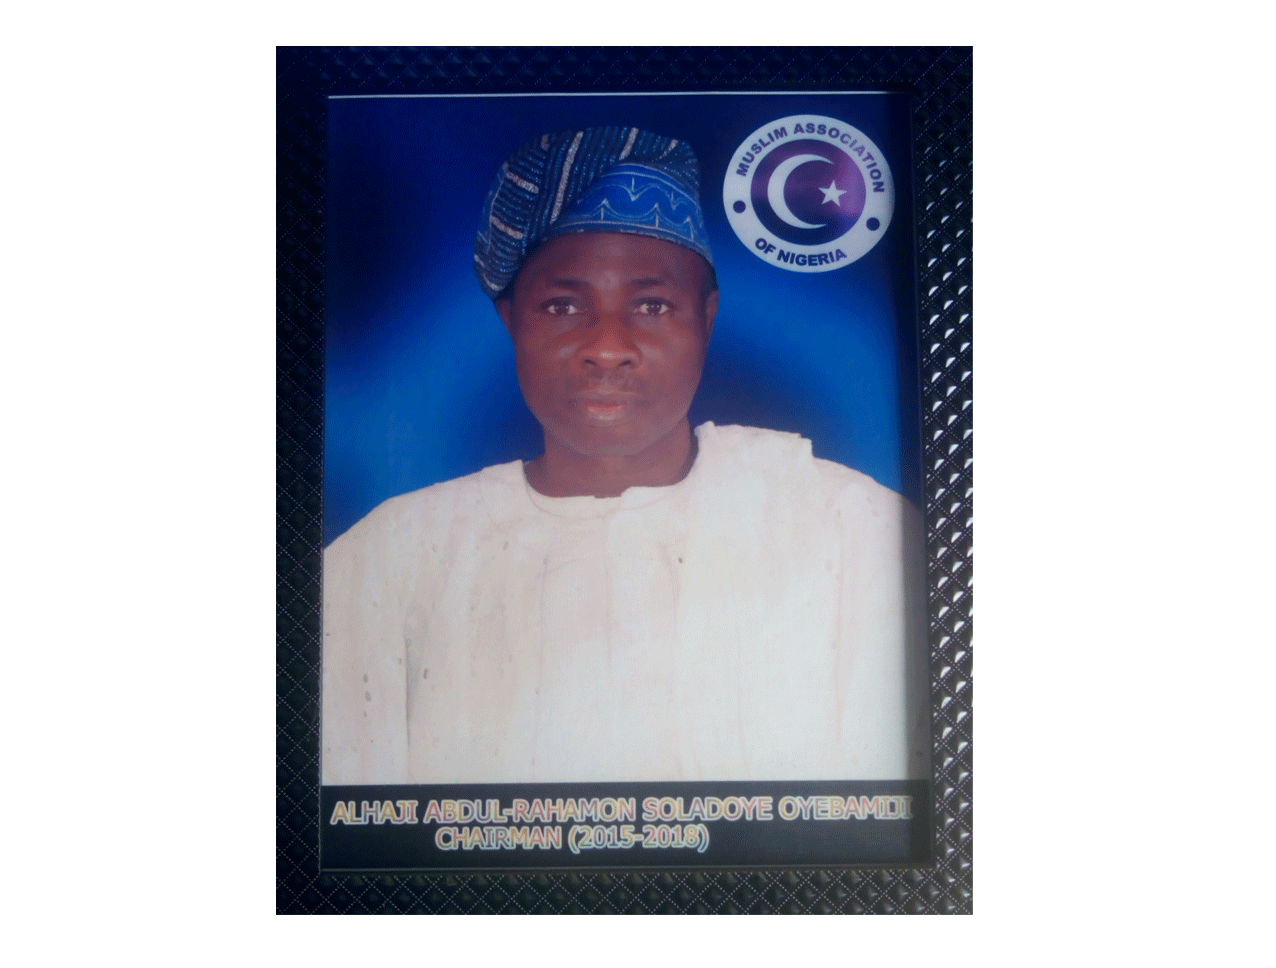 MUSLIM ASSOCIATION
OF NIGERIA
ALHAJI ABDUL-RAHAMON SOLADOYE OYEBAMIJI
CHAIRMAN (2015-2018)